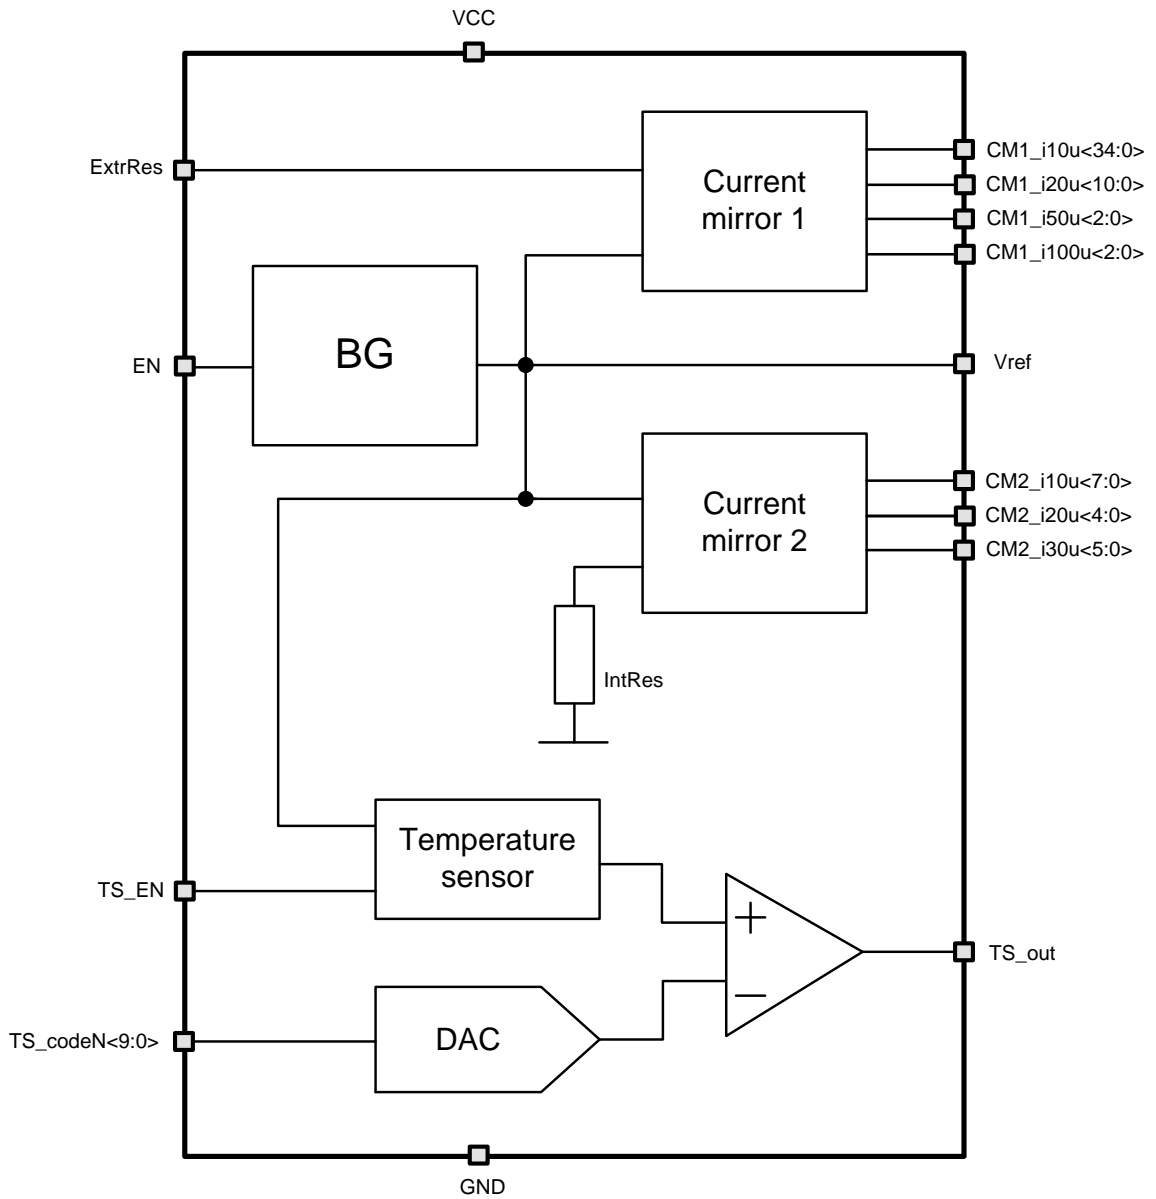 VCC
ExtrRes
Current
mirror 1
CM1_i10u<34:0>
CM1_i20u<10:0>
CM1_i50u<2:0>
CM1_i100u<2:0>
EN
BG
Vref
Current
mirror 2
CM2_i10u<7:0>
CM2_i20u<4:0>
CM2_i30u<5:0>
IntRes
Temperature
sensor
TS_EN
+
−
TS_out
TS_codeN<9:0>
DAC
GND